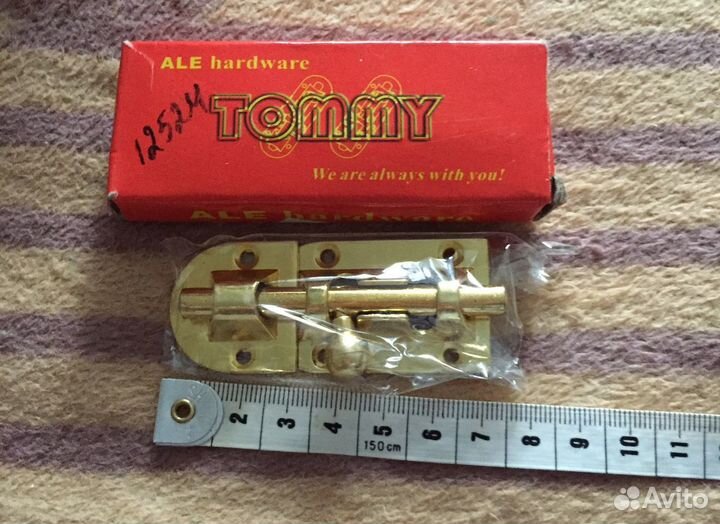 ALE hardware
TOMMY
12524
We are always with you!
ALE hardware
2 3 4 5 6 7 8 9 10 11
150cm
Avito